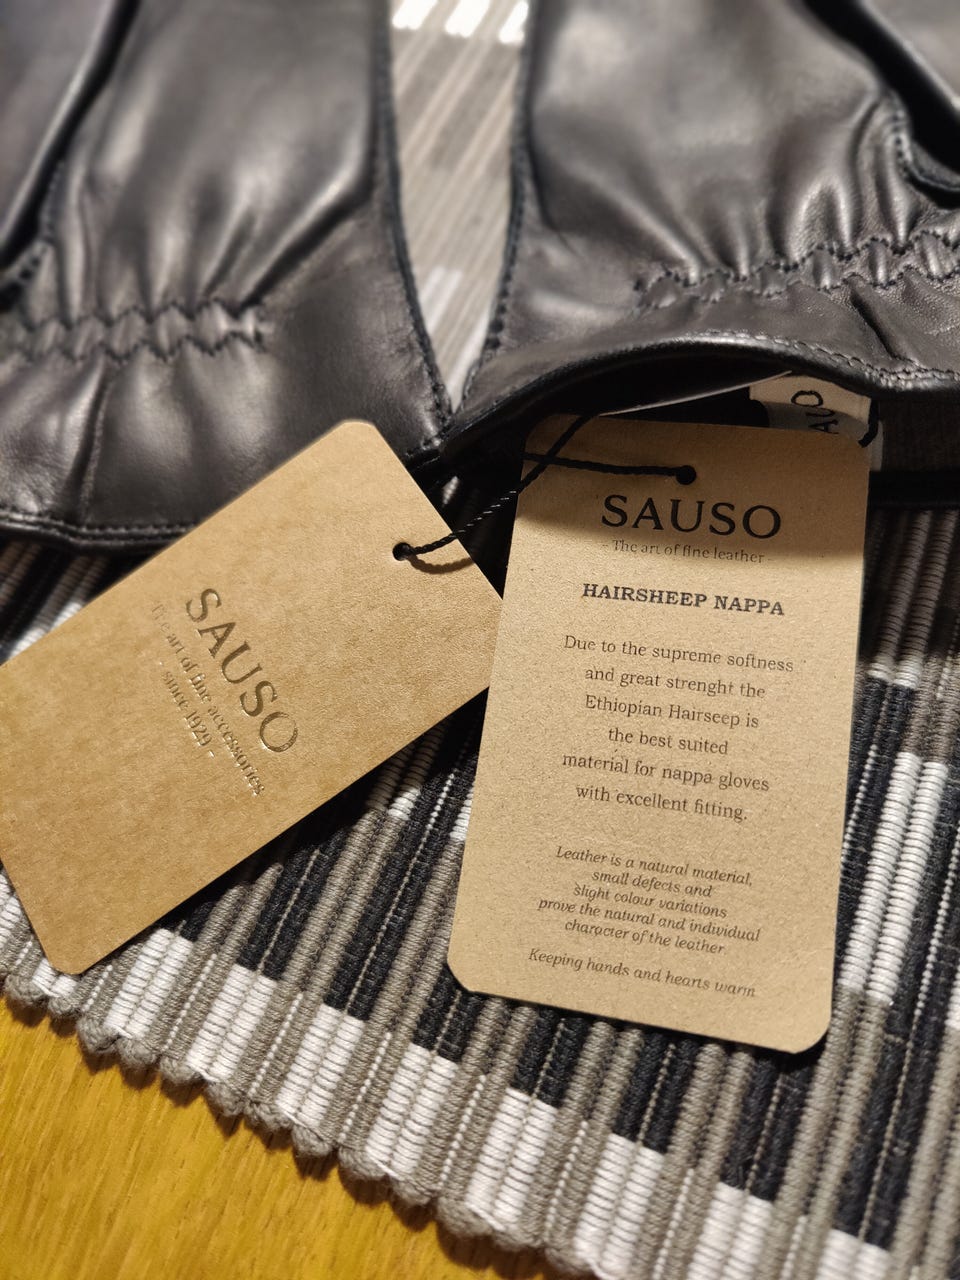 SAUSO
The art of fine accessories
- since 1929 -
AUD
SAUSO
- The art of fine leather -
HAIRSHEEP NAPPA
Due to the supreme softness
and great strenght the
Ethiopian Hairseep is
the best suited
material for nappa gloves
with excellent fitting.
Leather is a natural material,
small defects and
slight colour variations
prove the natural and individual
character of the leather.
Keeping hands and hearts warm